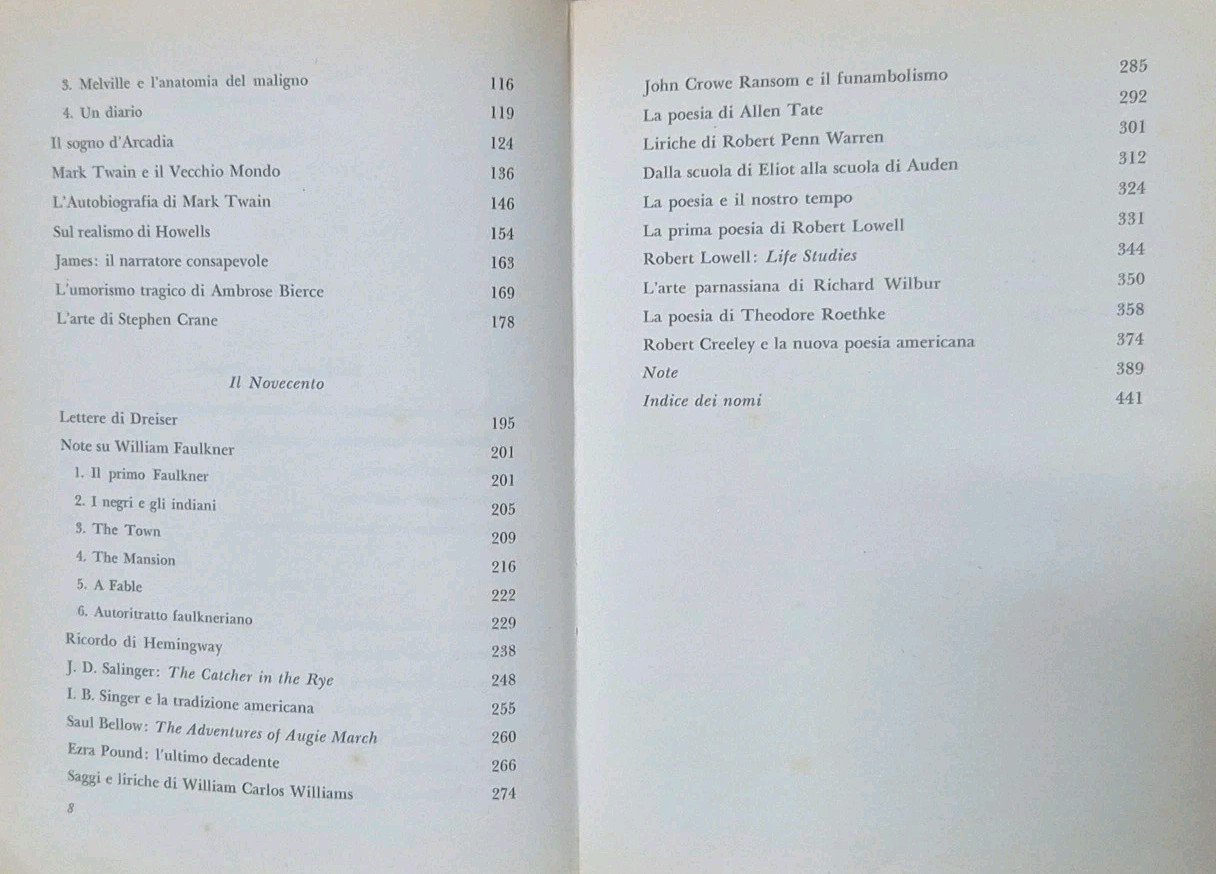 3. Melville e l'anatomia del maligno 116
4. Un diario 119
Il sogno d'Arcadia 124
Mark Twain e il Vecchio Mondo 136
L'Autobiografia di Mark Twain 146
Sul realismo di Howells 154
James: il narratore consapevole 163
L'umorismo tragico di Ambrose Bierce 169
L'arte di Stephen Crane 178
Il Novecento
Lettere di Dreiser 195
Note su William Faulkner 201
1. Il primo Faulkner 201
2. I negri e gli indiani 205
3. The Town 209
4. The Mansion 216
5. A Fable 222
6. Autoritratto faulkneriano 229
Ricordo di Hemingway 238
J. D. Salinger: The Catcher in the Rye 248
I. B. Singer e la tradizione americana 255
Saul Bellow: The Adventures of Augie March 260
Ezra Pound: l'ultimo decadente 266
Saggi e liriche di William Carlos Williams 274
8
John Crowe Ransom e il funambolismo 285
La poesia di Allen Tate 292
Liriche di Robert Penn Warren 301
Dalla scuola di Eliot alla scuola di Auden 312
La poesia e il nostro tempo 324
La prima poesia di Robert Lowell 331
Robert Lowell: Life Studies 344
L'arte parnassiana di Richard Wilbur 350
La poesia di Theodore Roethke 358
Robert Creeley e la nuova poesia americana 374
Note 389
Indice dei nomi 441